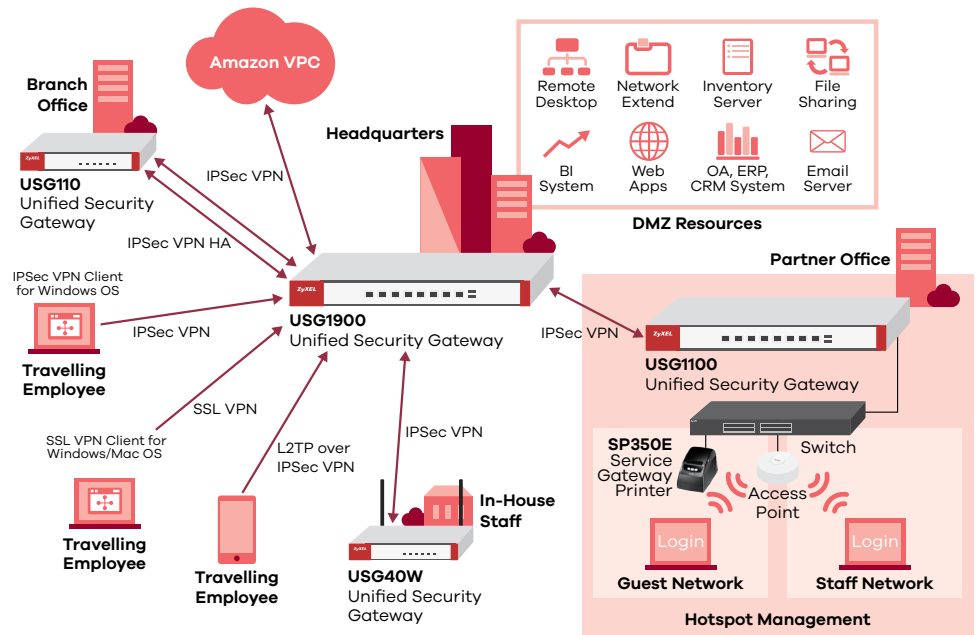 Amazon VPC
Branch
Office
ZyXEL
USG110
Unified Security
Gateway
IPSec VPN
IPSec VPN HA
Headquarters
Remote
Desktop
Network
Extend
Inventory
Server
File
Sharing
BI
System
Web
Apps
OA, ERP,
CRM System
Email
Server
DMZ Resources
Partner Office
IPSec VPN Client
for Windows OS
IPSec VPN
Travelling
Employee
ZyXEL
USG1900
Unified Security Gateway
IPSec VPN
ZyXEL
USG1100
Unified Security Gateway
SSL VPN
SSL VPN Client for
Windows/Mac OS
Travelling
Employee
L2TP over
IPSec VPN
Travelling
Employee
IPSec VPN
In-House
Staff
ZyXEL
USG40W
Unified Security
Gateway
Switch
SP350E
Service
Gateway
Printer
Access
Point
Login
Guest Network
Login
Staff Network
Hotspot Management